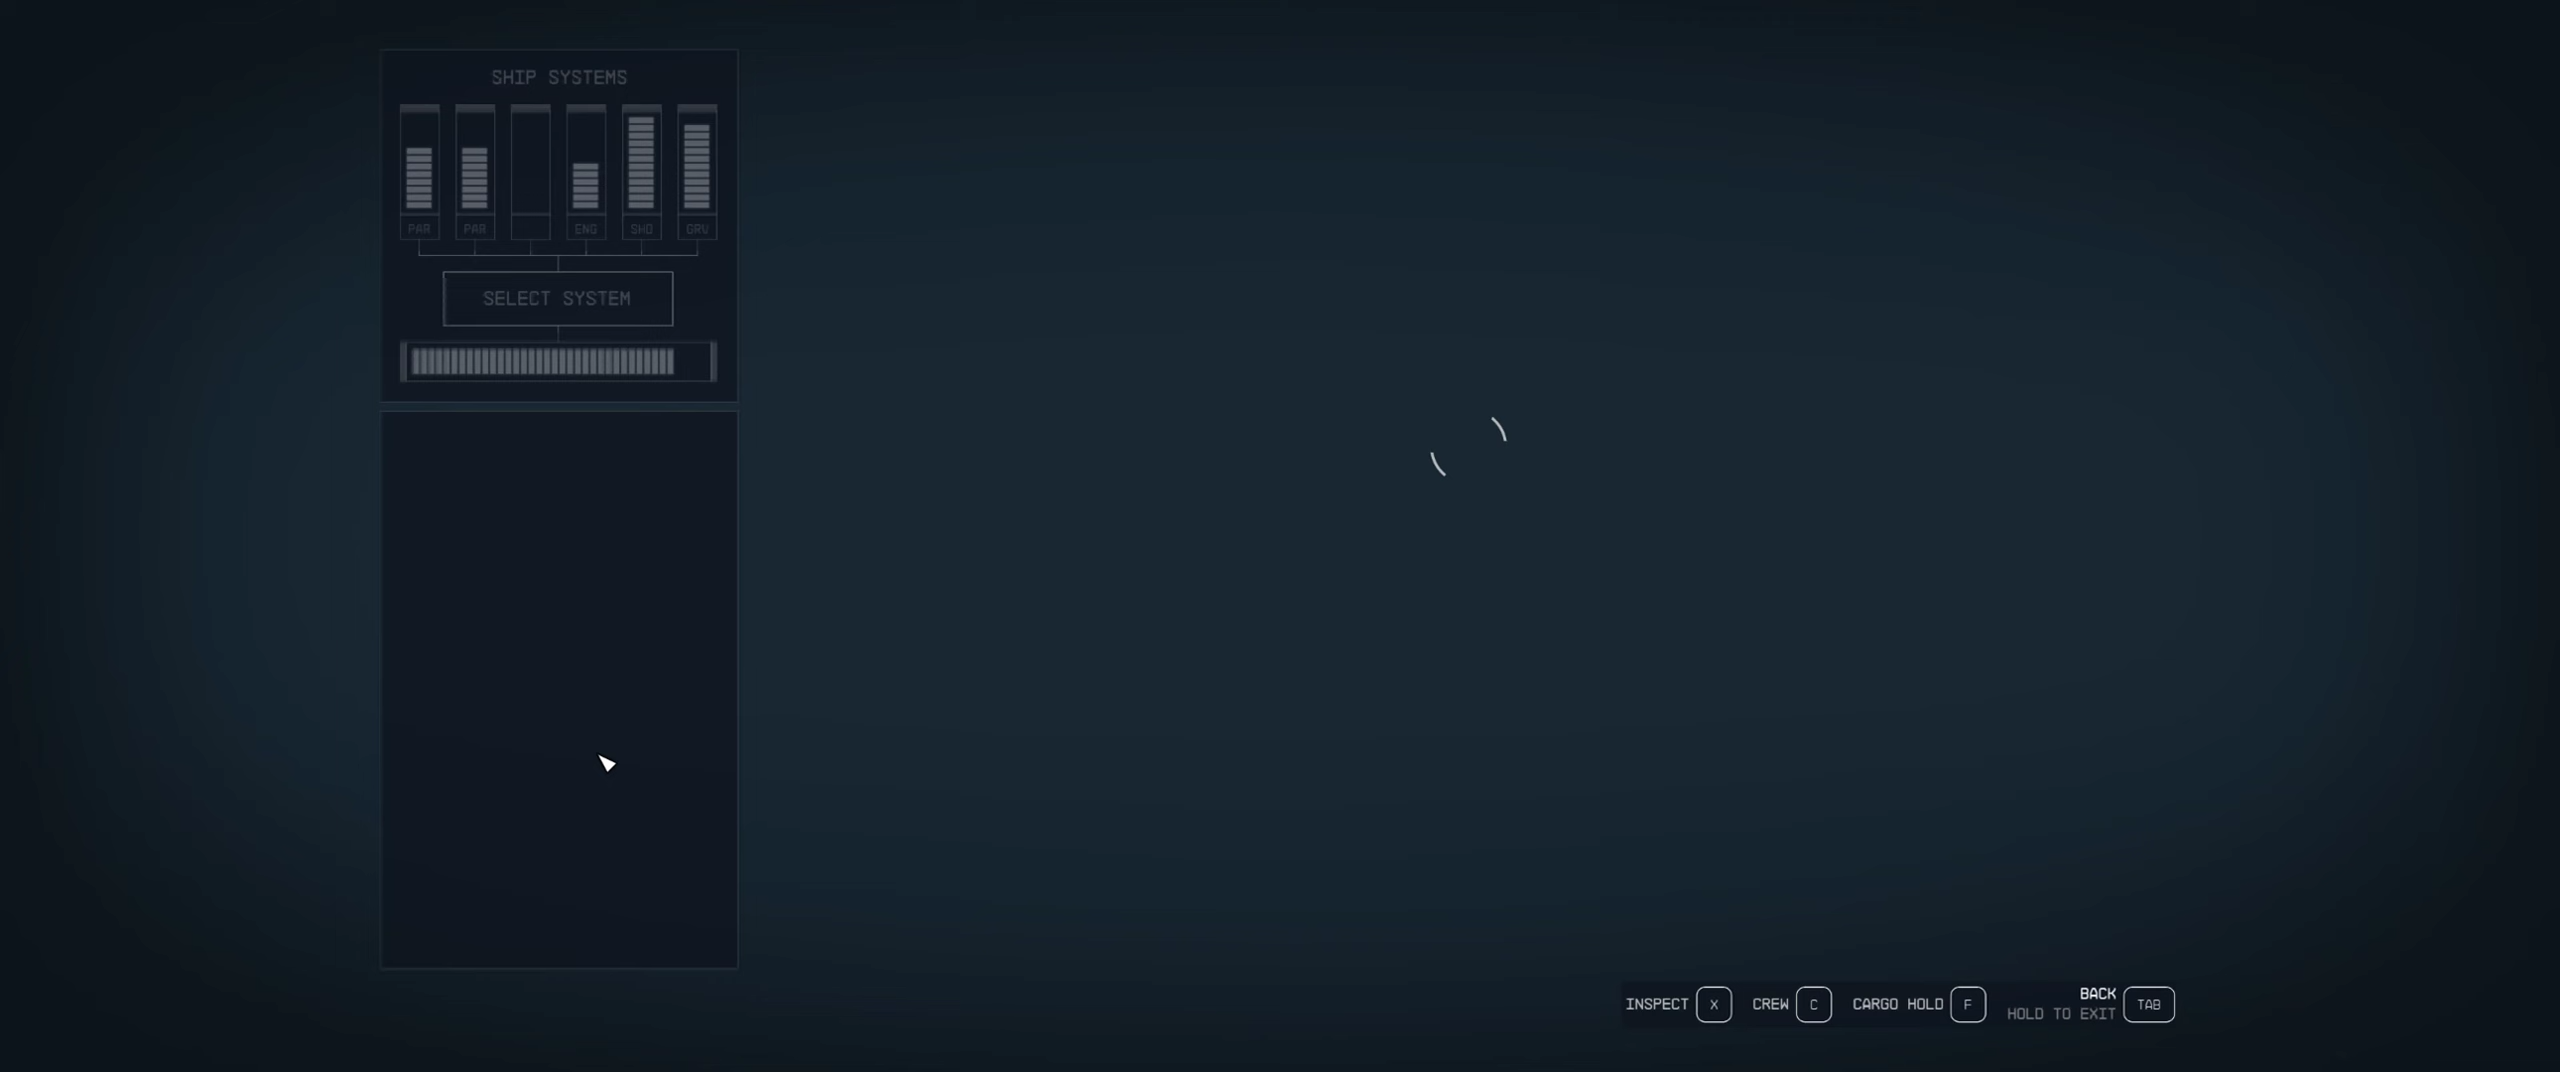 SHIP SYSTEMS
PAR PAR ENG SHD GRV
SELECT SYSTEM
INSPECT X CREW C CARGO HOLD F BACK TAB
HOLD TO EXIT